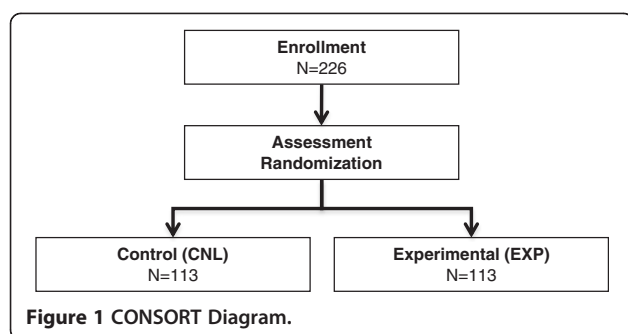 Enrollment
N=226
Assessment
Randomization
Control (CNL)
N=113
Experimental (EXP)
N=113
Figure 1 CONSORT Diagram.